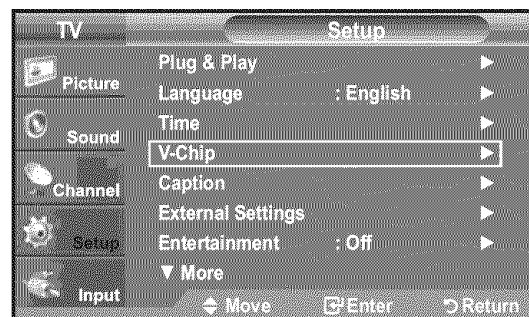 TV Setup
Picture
Sound
Channel
Setup
Input
Plug & Play
Language : English
Time
V-Chip
Caption
External Settings
Entertainment : Off
▼ More
Move Enter Return